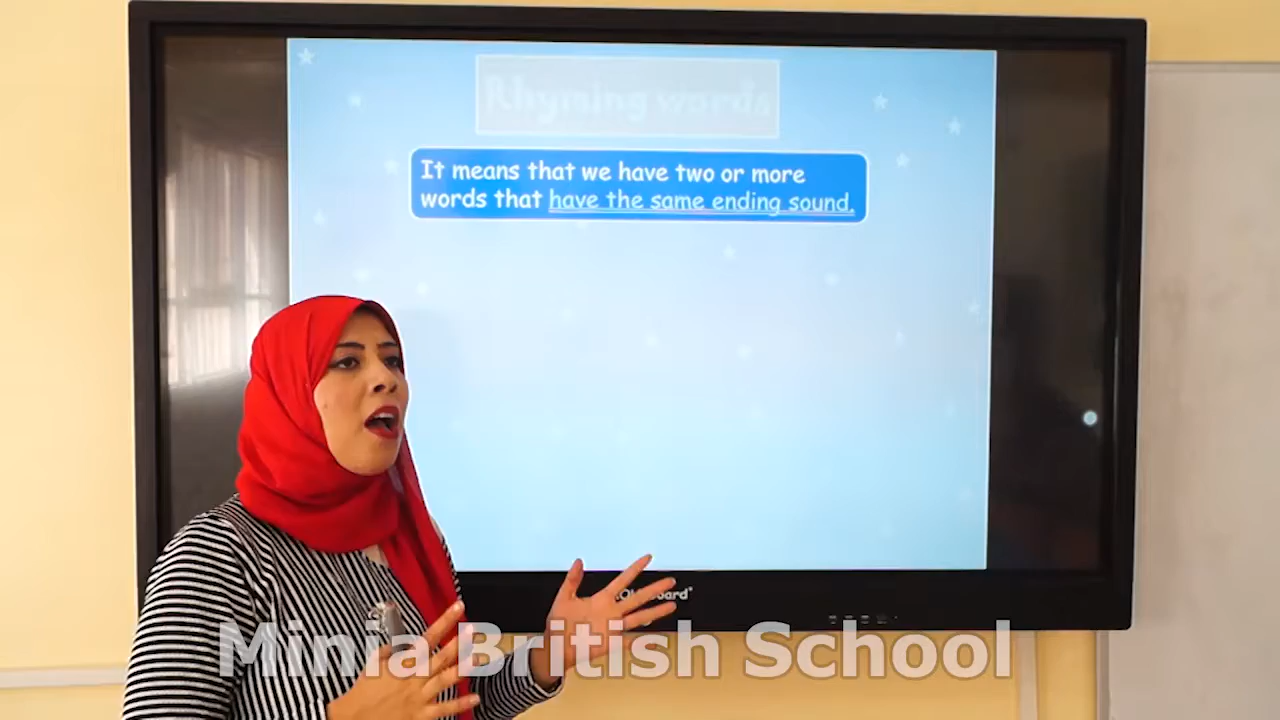 Rhyming words
It means that we have two or more
words that have the same ending sound.
Minia British School